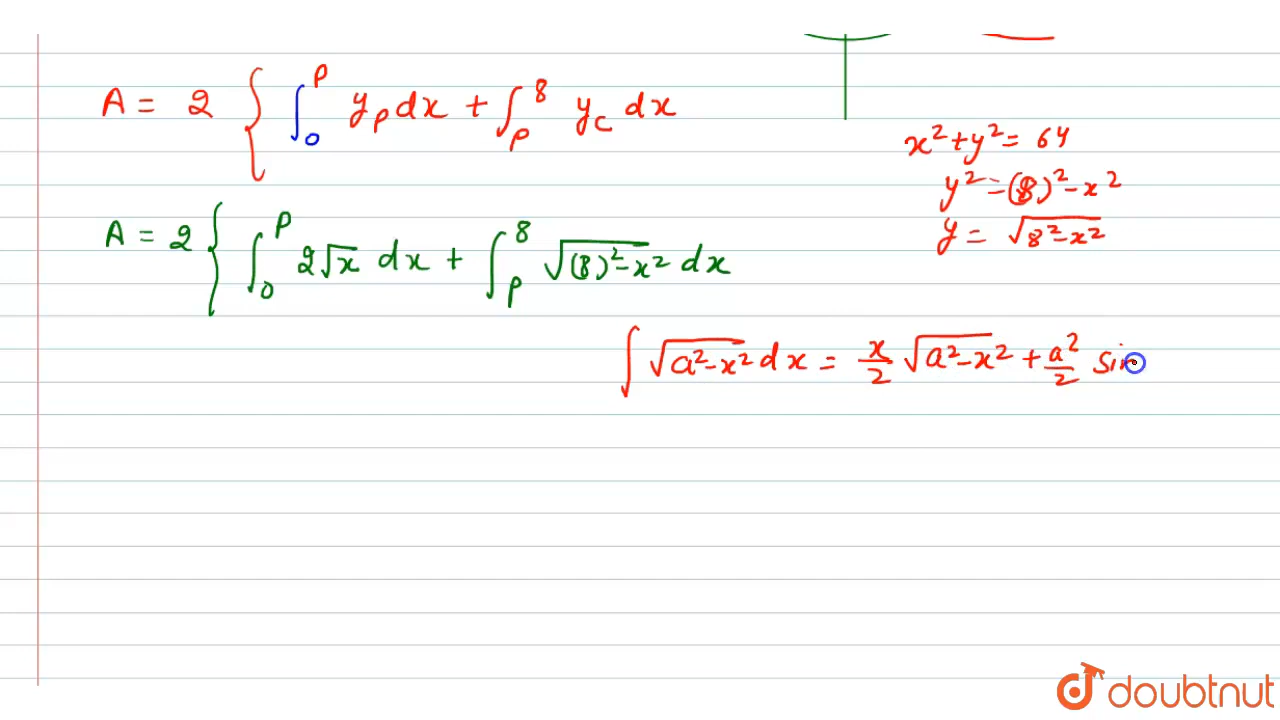 A = 2 { ∫₀^P y_P dx + ∫_P^8 y_c dx
x² + y² = 64
y² = (8)² - x²
y = √(8² - x²)
A = 2 { ∫₀^P 2√x dx + ∫_P^8 √((8)² - x²) dx
∫ √(a² - x²) dx = x/2 √(a² - x²) + a²/2 sin
doubtnut